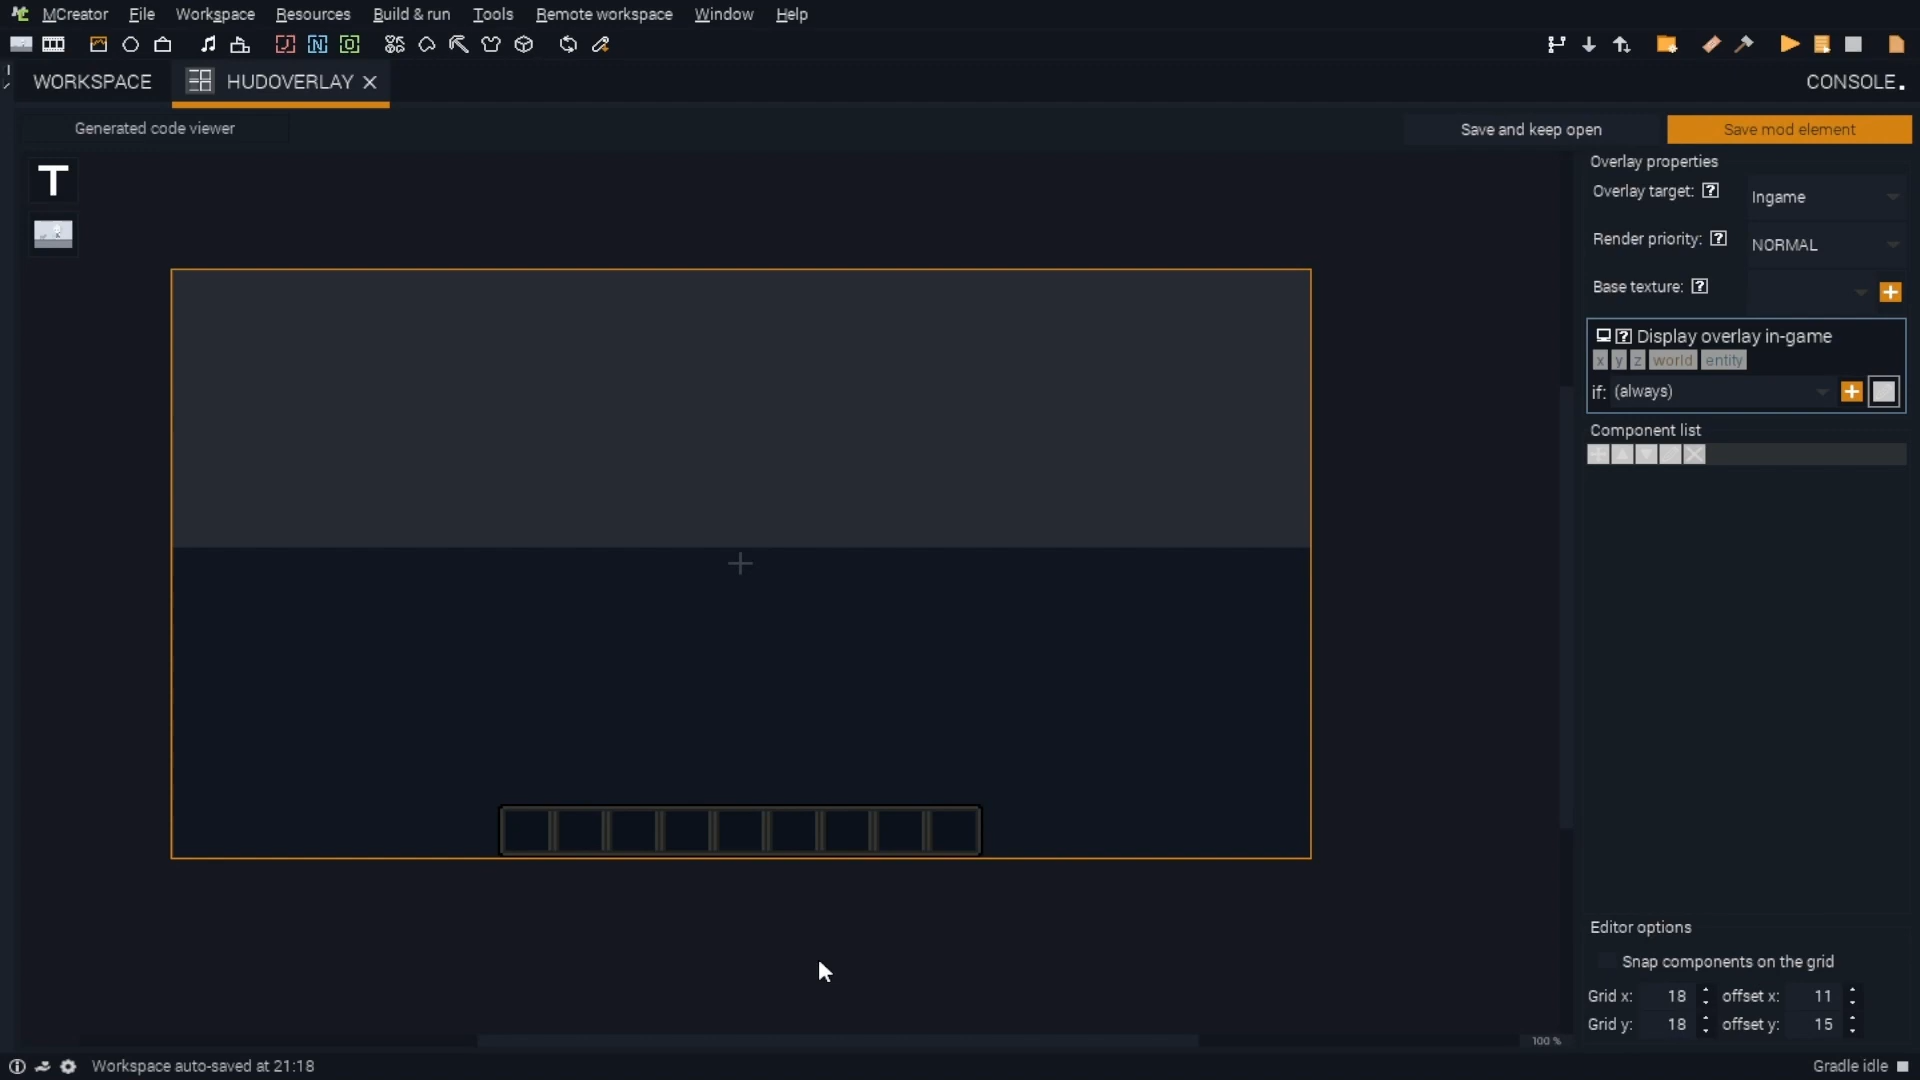 MCreator File Workspace Resources Build & run Tools Remote workspace Window Help
WORKSPACE HUDOVERLAY CONSOLE
Generated code viewer Save and keep open Save mod element
T
Overlay properties
Overlay target: ? Ingame
Render priority: ? NORMAL
Base texture: ?
? Display overlay in-game
x y z world entity
if: (always)
Component list
Editor options
Snap components on the grid
Grid x: 18 offset x: 11
Grid y: 18 offset y: 15
100 %
Workspace auto-saved at 21:18 Gradle idle